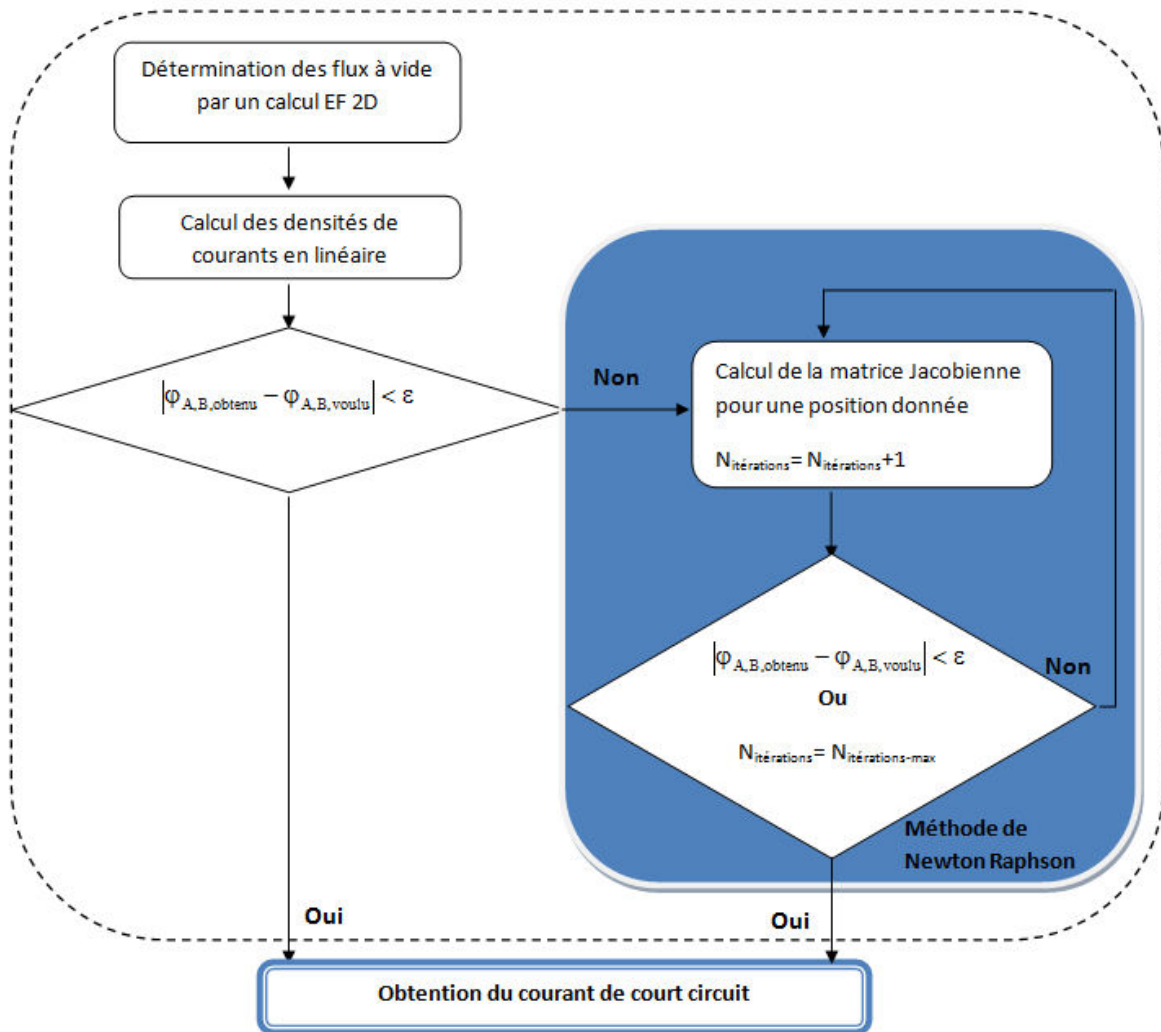 Détermination des flux à vide
par un calcul EF 2D
Calcul des densités de
courants en linéaire
|φA,B,obtenu − φA,B,voulu| < ε
Non
Calcul de la matrice Jacobienne
pour une position donnée
Nitérations= Nitérations+1
|φA,B,obtenu − φA,B,voulu| < ε
Non
Ou
Nitérations= Nitérations-max
Méthode de
Newton Raphson
Oui
Oui
Obtention du courant de court circuit